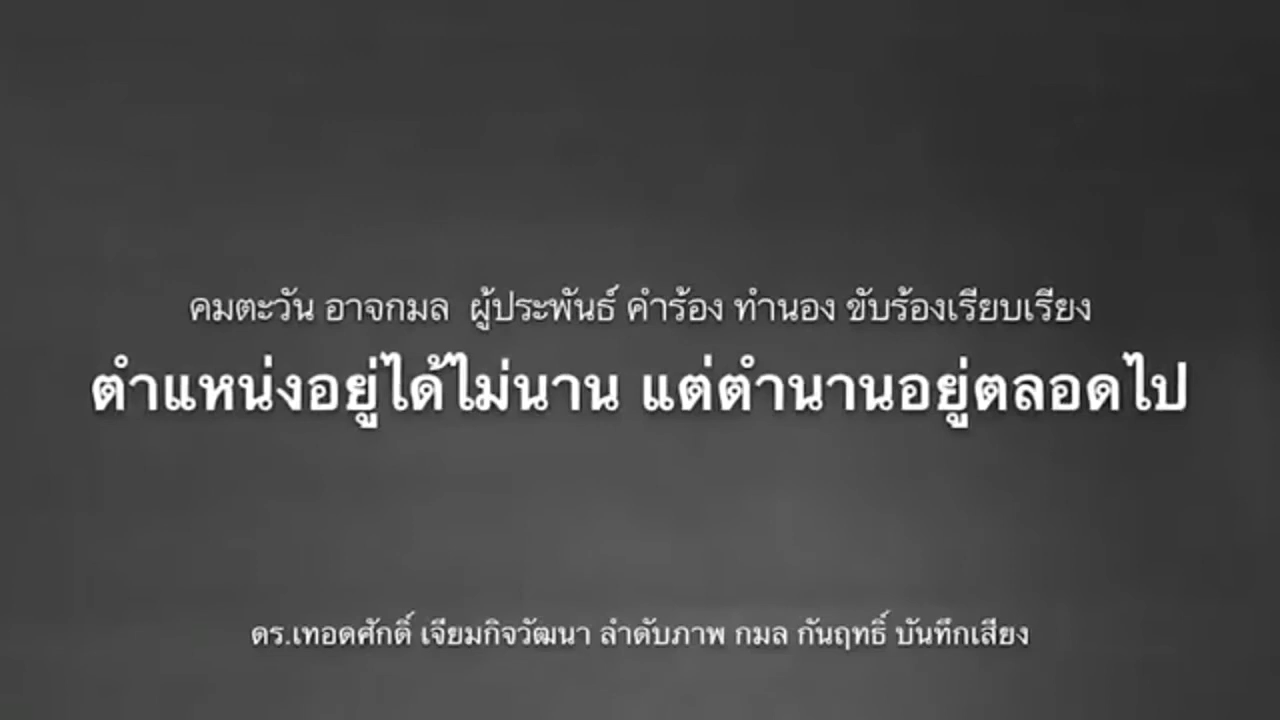 คมตะวัน อาจกมล ผู้ประพันธ์ คำร้อง ทำนอง ขับร้องเรียบเรียง
ตำแหน่งอยู่ได้ไม่นาน แต่ตำนานอยู่ตลอดไป
ดร.เทอดศักดิ์ เจียมกิจวัฒนา ลำดับภาพ กมล กันฤทธิ์ บันทึกเสียง